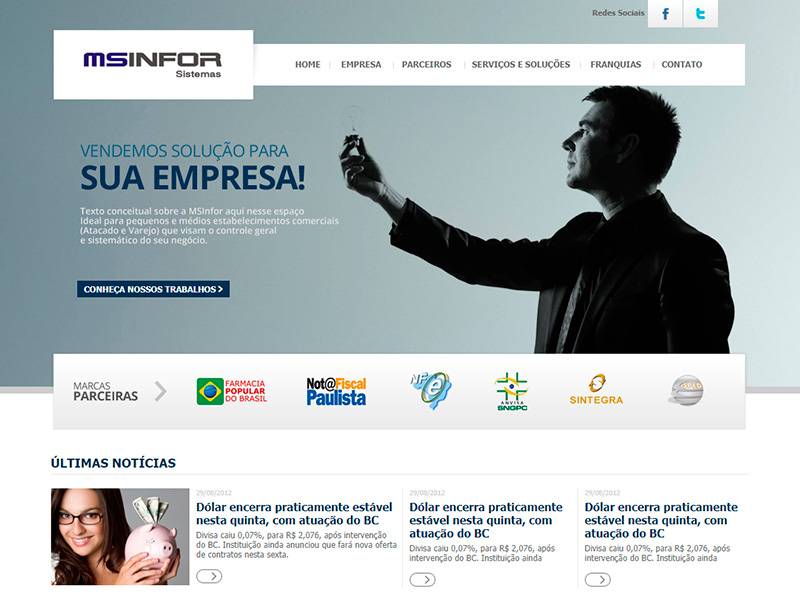 Redes Sociais
MSINFOR
Sistemas
HOME
EMPRESA
PARCEIROS
SERVIÇOS E SOLUÇÕES
FRANQUIAS
CONTATO
VENDEMOS SOLUÇÃO PARA
SUA EMPRESA!
Texto conceitual sobre a MSInfor aqui nesse espaço
Ideal para pequenos e médios estabelecimentos comerciais
(Atacado e Varejo) que visam o controle geral
e sistemático do seu negócio.
CONHEÇA NOSSOS TRABALHOS >
MARCAS
PARCEIRAS
FARMACIA
POPULAR
DO BRASIL
Not@Fiscal
Paulista
NF e
ANVISA
SNGPC
SINTEGRA
ÚLTIMAS NOTÍCIAS
29/08/2012
Dólar encerra praticamente estável
nesta quinta, com atuação do BC
Divisa caiu 0,07%, para R$ 2,076, após intervenção
do BC. Instituição ainda anunciou que fará nova oferta
de contratos nesta sexta.
29/08/2012
Dólar encerra praticamente
estável nesta quinta, com
atuação do BC
Divisa caiu 0,07%, para R$ 2,076, após
intervenção do BC. Instituição ainda
29/08/2012
Dólar encerra praticamente
estável nesta quinta, com
atuação do BC
Divisa caiu 0,07%, para R$ 2,076, após
intervenção do BC. Instituição ainda